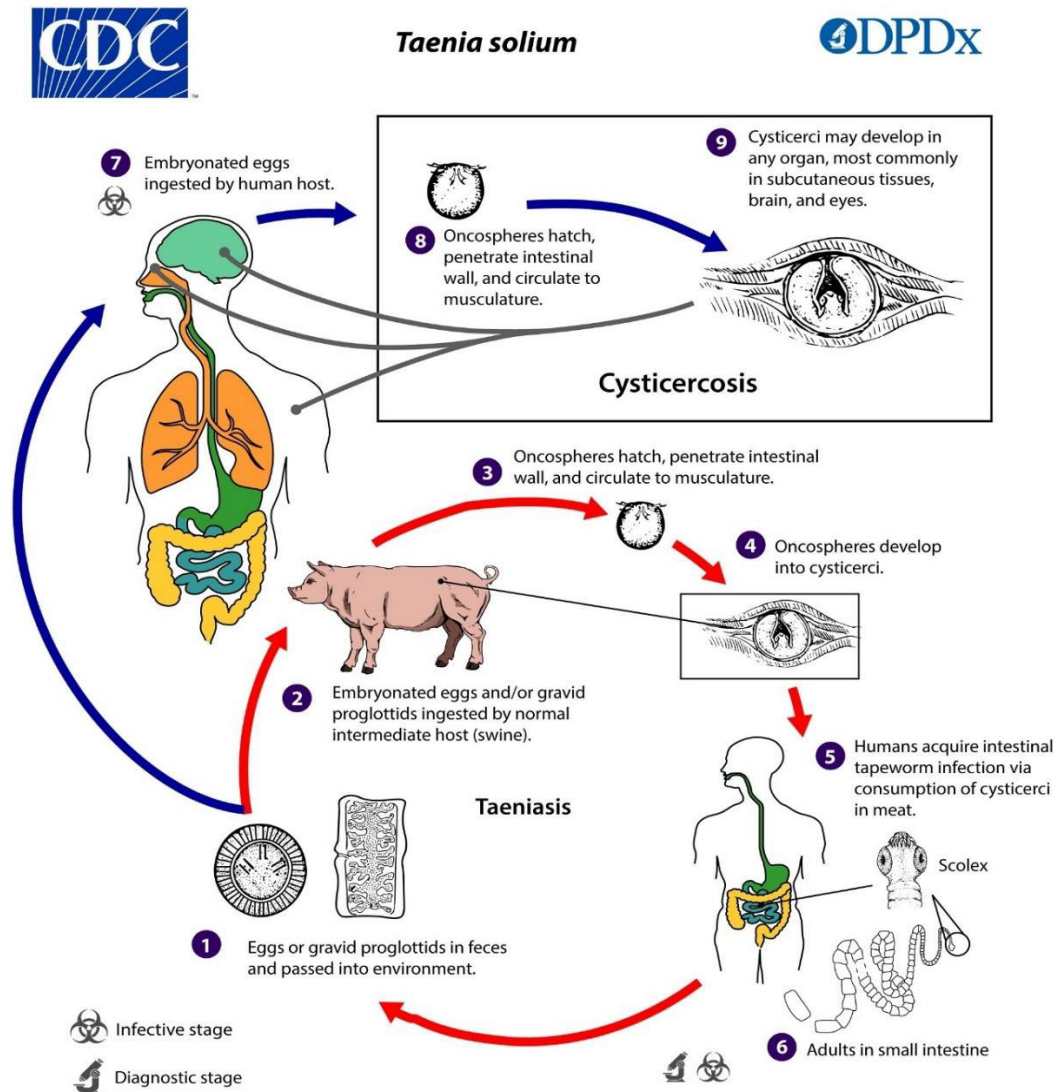 CDC
TM
Taenia solium
DPDx
7
Embryonated eggs
ingested by human host.
8
Oncospheres hatch,
penetrate intestinal
wall, and circulate to
musculature.
9
Cysticerci may develop in
any organ, most commonly
in subcutaneous tissues,
brain, and eyes.
Cysticercosis
3
Oncospheres hatch, penetrate intestinal
wall, and circulate to musculature.
4
Oncospheres develop
into cysticerci.
2
Embryonated eggs and/or gravid
proglottids ingested by normal
intermediate host (swine).
5
Humans acquire intestinal
tapeworm infection via
consumption of cysticerci
in meat.
Taeniasis
Scolex
1
Eggs or gravid proglottids in feces
and passed into environment.
6
Adults in small intestine
Infective stage
Diagnostic stage